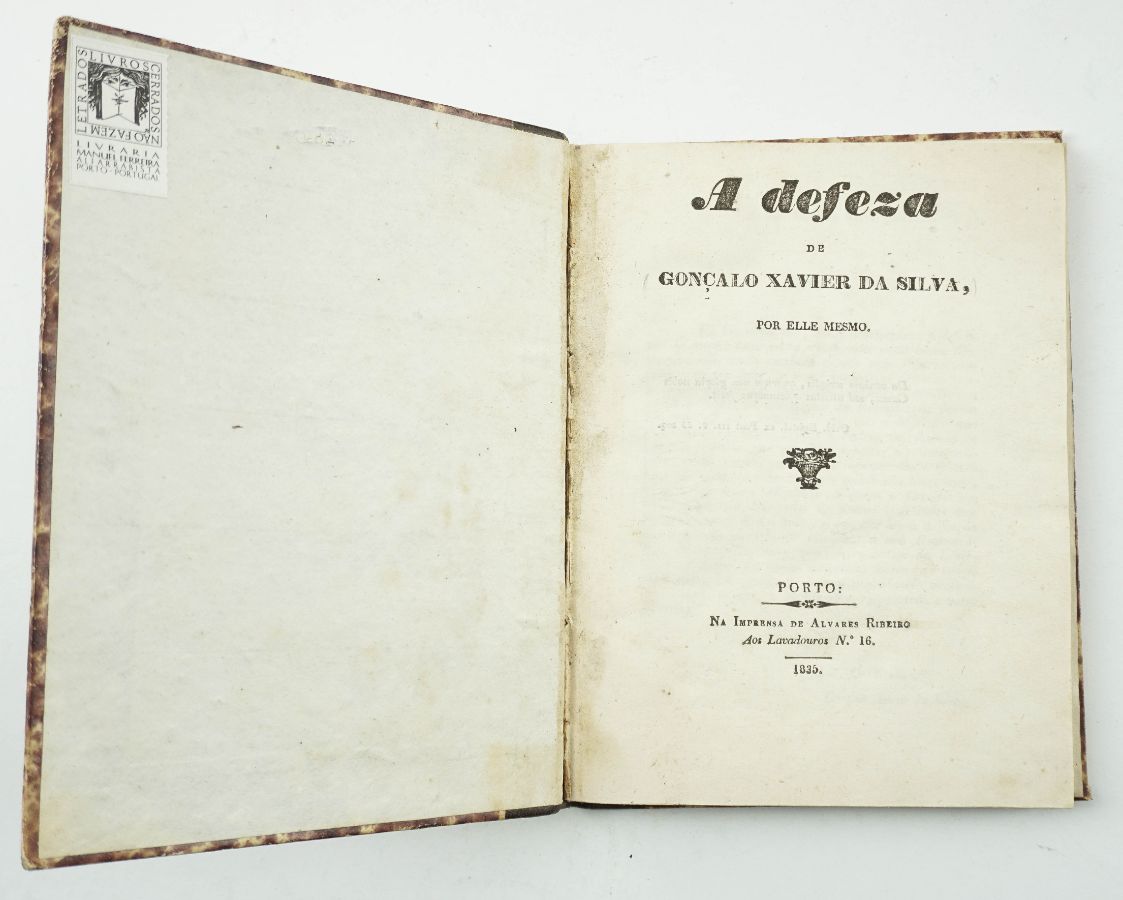 LIVROS
CERRADOS
NÃO FAZEM
LETRADOS
LIVRARIA
MANUEL FERREIRA
ALFARRABISTA
PORTO - PORTUGAL
A defeza
DE
GONÇALO XAVIER DA SILVA,
POR ELLE MESMO.
PORTO:
NA IMPRENSA DE ALVARES RIBEIRO
Aos Lavadouros N.° 16.
1835.